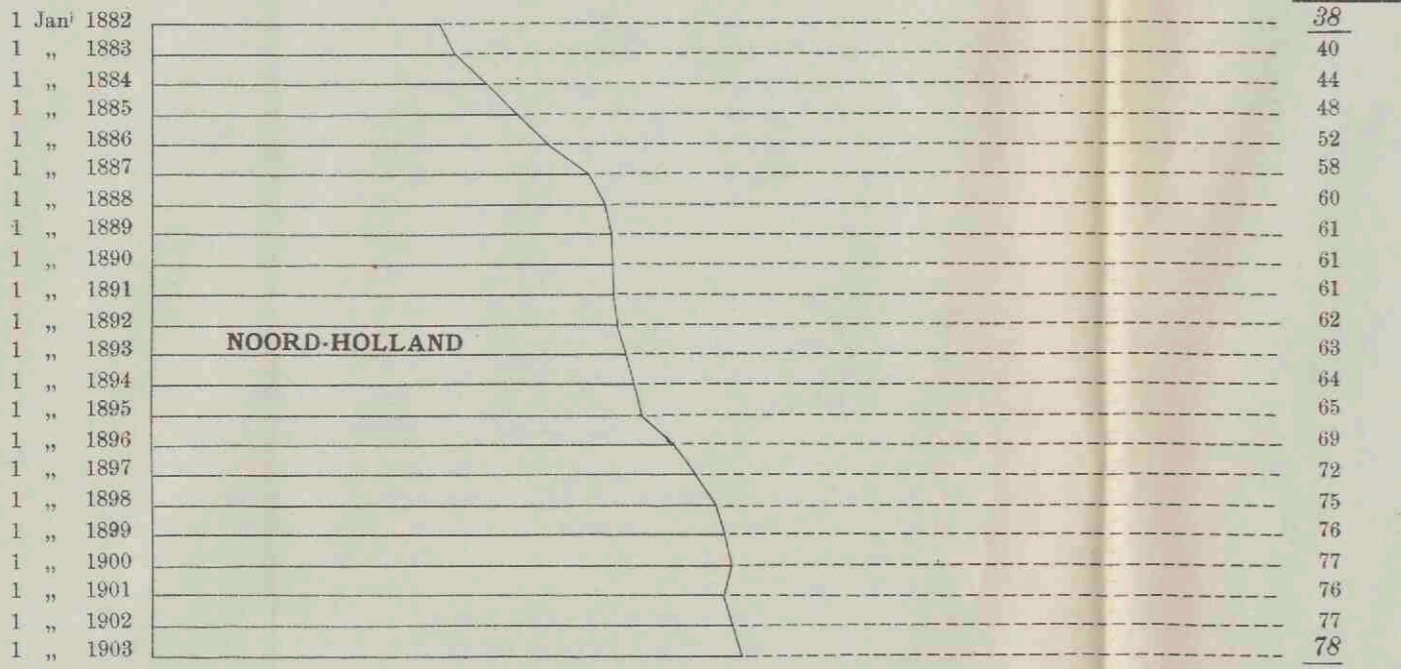 1 Janⁱ 1882 38
1 „ 1883 40
1 „ 1884 44
1 „ 1885 48
1 „ 1886 52
1 „ 1887 58
1 „ 1888 60
1 „ 1889 61
1 „ 1890 61
1 „ 1891 61
1 „ 1892 62
NOORD-HOLLAND
1 „ 1893 63
1 „ 1894 64
1 „ 1895 65
1 „ 1896 69
1 „ 1897 72
1 „ 1898 75
1 „ 1899 76
1 „ 1900 77
1 „ 1901 76
1 „ 1902 77
1 „ 1903 78